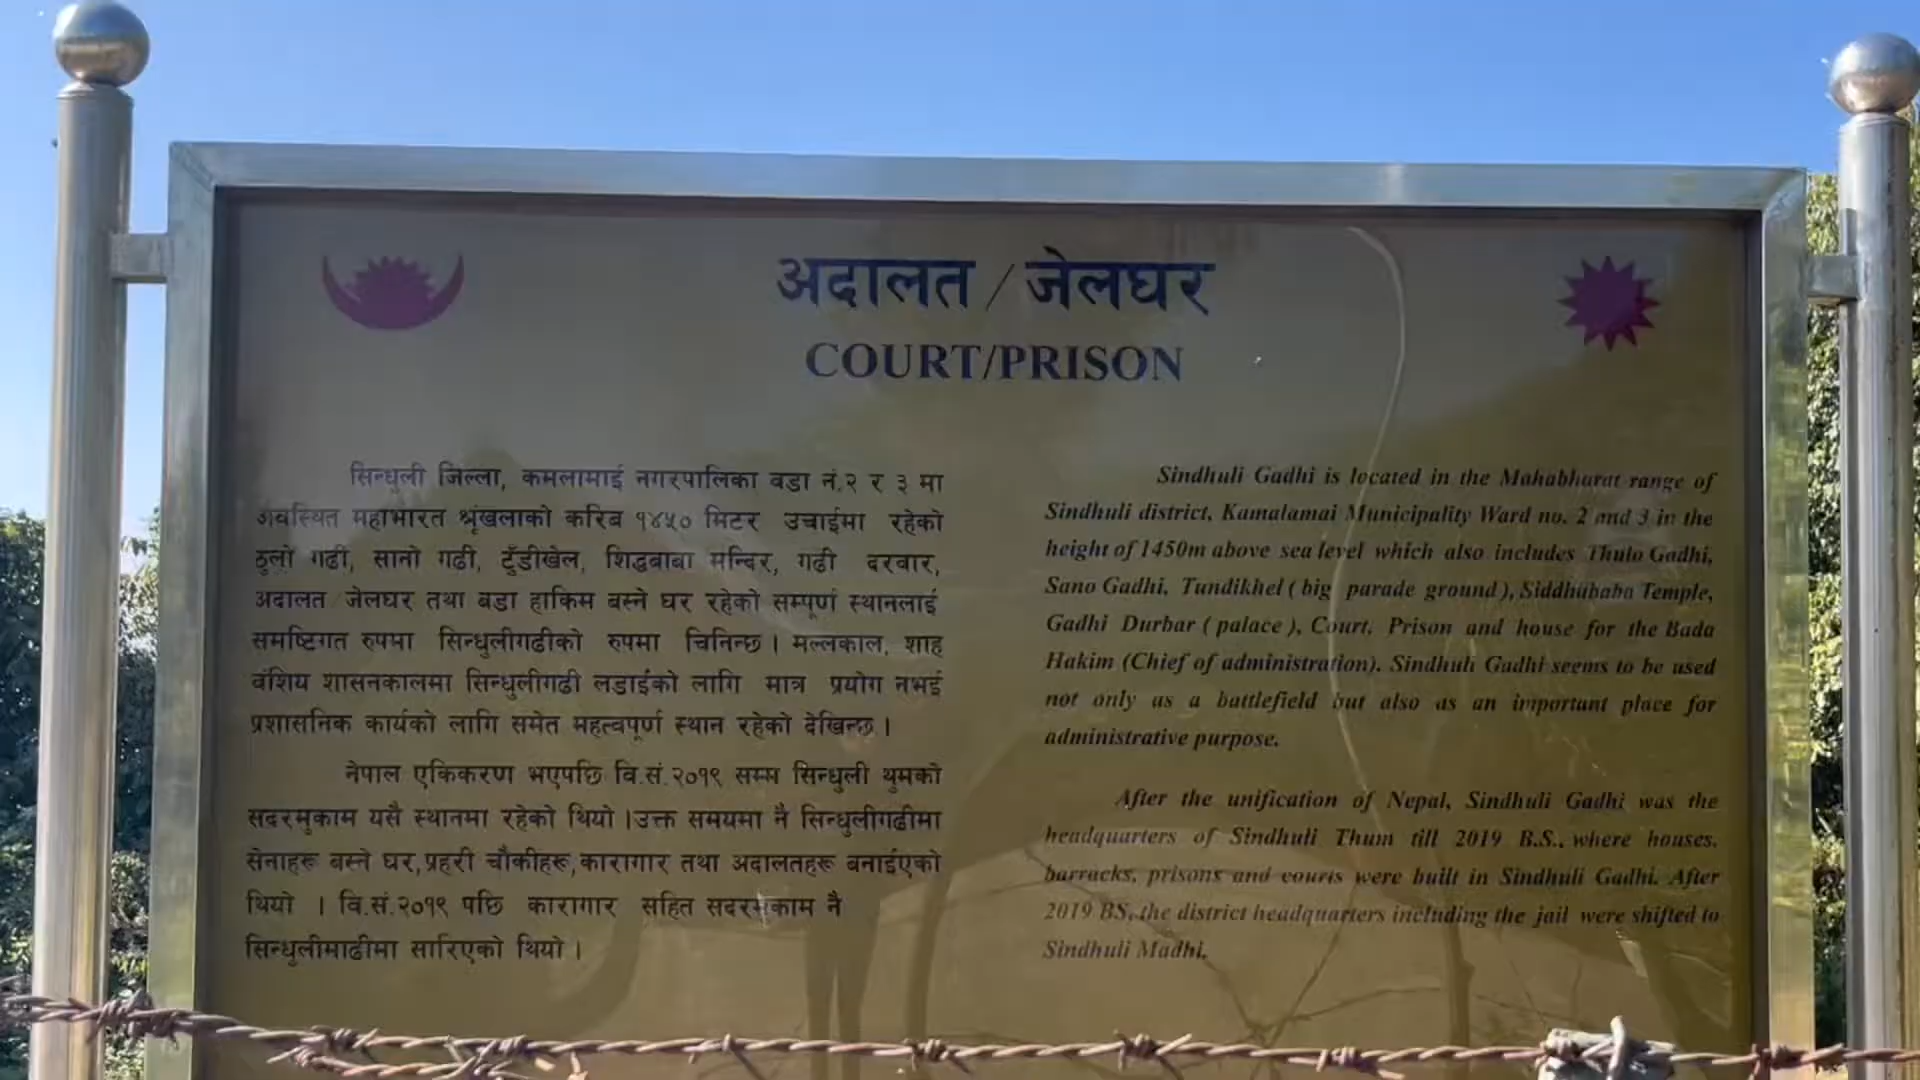 अदालत / जेलघर
COURT/PRISON
सिन्धुली जिल्ला, कमलामाई नगरपालिका वडा नं.२ र ३ मा
अवस्थित महाभारत श्रृंखलाको करिब १४५० मिटर उचाईमा रहेको
ठुलो गढी, सानो गढी, टुँडीखेल, शिद्धबाबा मन्दिर, गढी दरवार,
अदालत जेलघर तथा बडा हाकिम बस्ने घर रहेको सम्पूर्ण स्थानलाई
समष्टिगत रुपमा सिन्धुलीगढीको रुपमा चिनिन्छ । मल्लकाल, शाह
वंशिय शासनकालमा सिन्धुलीगढी लडाईंको लागि मात्र प्रयोग नभई
प्रशासनिक कार्यको लागि समेत महत्वपूर्ण स्थान रहेको देखिन्छ ।
नेपाल एकिकरण भएपछि वि.सं.२०१९ सम्म सिन्धुली थुमको
सदरमुकाम यसै स्थानमा रहेको थियो ।उक्त समयमा नै सिन्धुलीगढीमा
सेनाहरू बस्ने घर,प्रहरी चौकीहरू,कारागार तथा अदालतहरू बनाईएको
थियो । वि.सं.२०१९ पछि कारागार सहित सदरमुकाम नै
सिन्धुलीमाढीमा सारिएको थियो ।
Sindhuli Gadhi is located in the Mahabharat range of
Sindhuli district, Kamalamai Municipality Ward no. 2 and 3 in the
height of 1450m above sea level which also includes Thulo Gadhi,
Sano Gadhi, Tundikhel ( big parade ground ), Siddhababa Temple,
Gadhi Durbar ( palace ), Court, Prison and house for the Bada
Hakim (Chief of administration). Sindhuli Gadhi seems to be used
not only as a battlefield but also as an important place for
administrative purpose.
After the unification of Nepal, Sindhuli Gadhi was the
headquarters of Sindhuli Thum till 2019 B.S., where houses,
barracks, prisons and courts were built in Sindhuli Gadhi. After
2019 BS, the district headquarters including the jail were shifted to
Sindhuli Madhi.